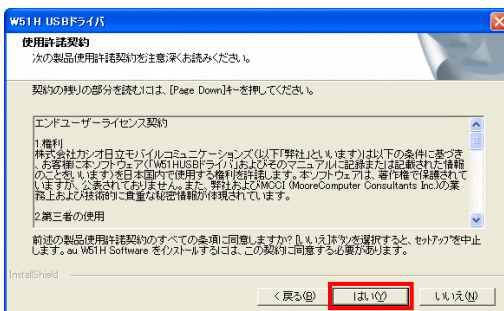 W51H USBドライバ
使用許諾契約
次の製品使用許諾契約を注意深くお読みください。
契約の残りの部分を読むには、[Page Down]キーを押してください。
エンドユーザーライセンス契約
1.権利
株式会社カシオ日立モバイルコミュニケーションズ(以下「弊社」といいます)は以下の条件に基づき
、お客様に本ソフトウェア(「W51HUSBドライバ」およびそのマニュアルに記録または記載された情報
のことをいいます)を日本国内で使用する権利を許諾します。本ソフトウェアは、著作権で保護されて
いますが、公表されておりません。また、弊社およびMCCI (MooreComputer Consultants Inc.)の業
務上および技術的に貴重な秘密情報が体現されています。
2.第三者の使用
前述の製品使用許諾契約のすべての条項に同意しますか? [いいえ]ボタンを選択すると、セットアップを中止
します。au W51H Software をインストールするには、この契約に同意する必要があります。
InstallShield
< 戻る(B)
はい(Y)
いいえ(N)